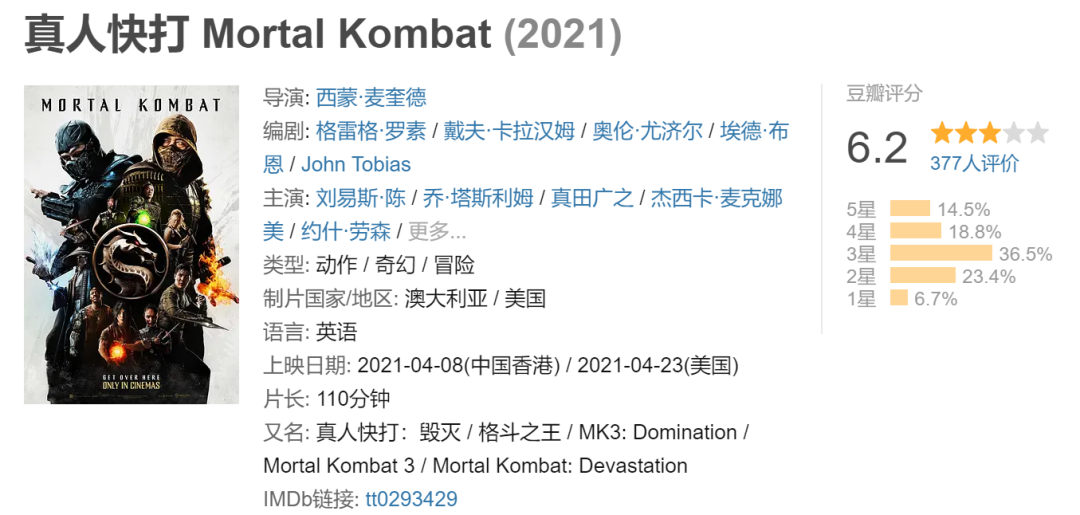 真人快打 Mortal Kombat (2021)
MORTAL KOMBAT
GET OVER HERE
ONLY IN CINEMAS
导演: 西蒙·麦奎德
编剧: 格雷格·罗素 / 戴夫·卡拉汉姆 / 奥伦·尤济尔 / 埃德·布
恩 / John Tobias
主演: 刘易斯·陈 / 乔·塔斯利姆 / 真田广之 / 杰西卡·麦克娜
美 / 约什·劳森 / 更多...
类型: 动作 / 奇幻 / 冒险
制片国家/地区: 澳大利亚 / 美国
语言: 英语
上映日期: 2021-04-08(中国香港) / 2021-04-23(美国)
片长: 110分钟
又名: 真人快打：毁灭 / 格斗之王 / MK3: Domination /
Mortal Kombat 3 / Mortal Kombat: Devastation
IMDb链接: tt0293429
豆瓣评分
6.2
377人评价
5星 14.5%
4星 18.8%
3星 36.5%
2星 23.4%
1星 6.7%